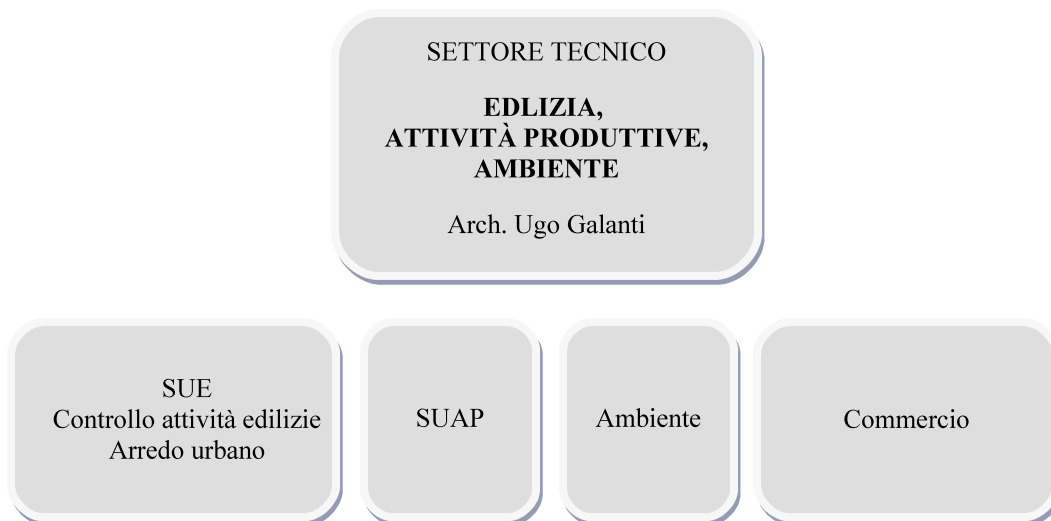 SETTORE TECNICO
EDLIZIA,
ATTIVITÀ PRODUTTIVE,
AMBIENTE
Arch. Ugo Galanti
SUE
Controllo attività edilizie
Arredo urbano
SUAP
Ambiente
Commercio